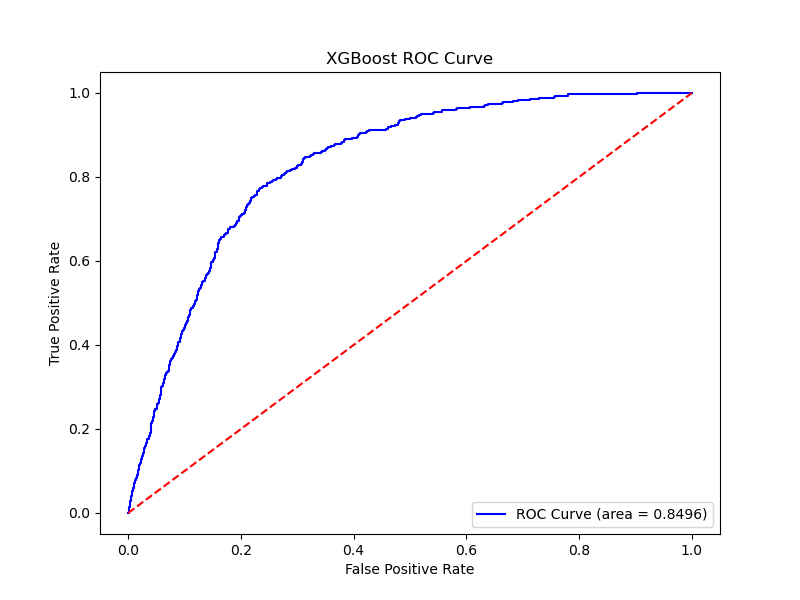 XGBoost ROC Curve
True Positive Rate
1.0
0.8
0.6
0.4
0.2
0.0
ROC Curve (area = 0.8496)
0.0 0.2 0.4 0.6 0.8 1.0
False Positive Rate